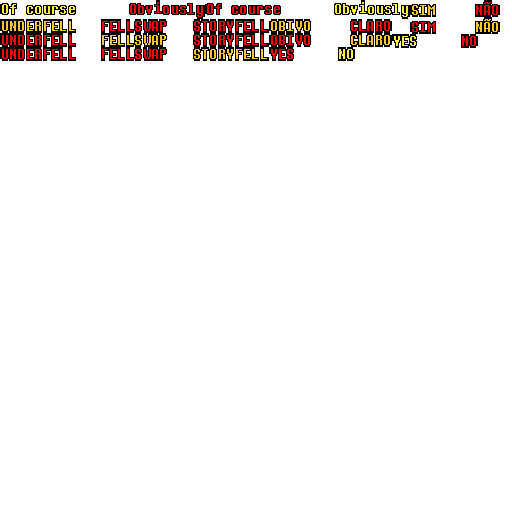 Of course Obviously Of course Obviously SIM NÃO
UNDERFELL FELLSWAP STORYFELL OBIVO CLARO SIM NÃO
UNDERFELL FELLSWAP STORYFELL OBIVO CLARO YES NO
UNDERFELL FELLSWAP STORYFELL YES NO